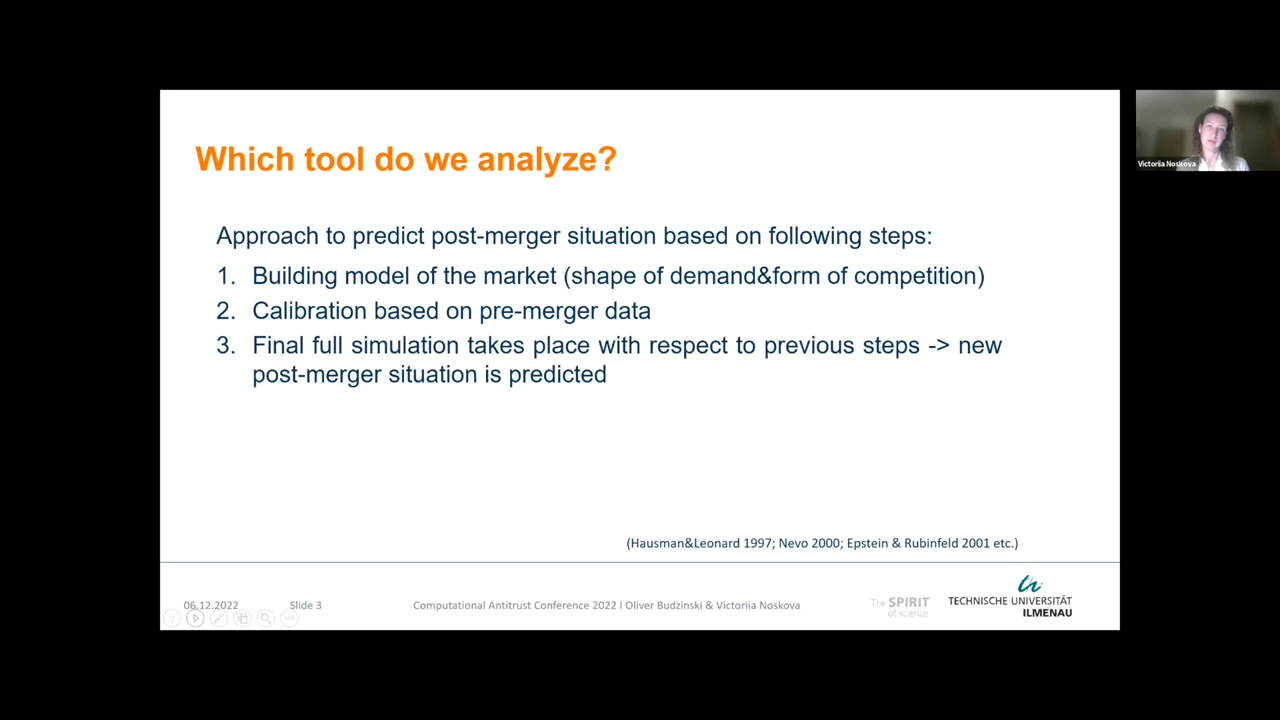 Which tool do we analyze?
Victoriia Noskova
Approach to predict post-merger situation based on following steps:
1. Building model of the market (shape of demand&form of competition)
2. Calibration based on pre-merger data
3. Final full simulation takes place with respect to previous steps -> new
post-merger situation is predicted
(Hausman&Leonard 1997; Nevo 2000; Epstein & Rubinfeld 2001 etc.)
06.12.2022
Slide 3
Computational Antitrust Conference 2022 I Oliver Budzinski & Victoriia Noskova
The SPIRIT
of science
th
TECHNISCHE UNIVERSITÄT
ILMENAU